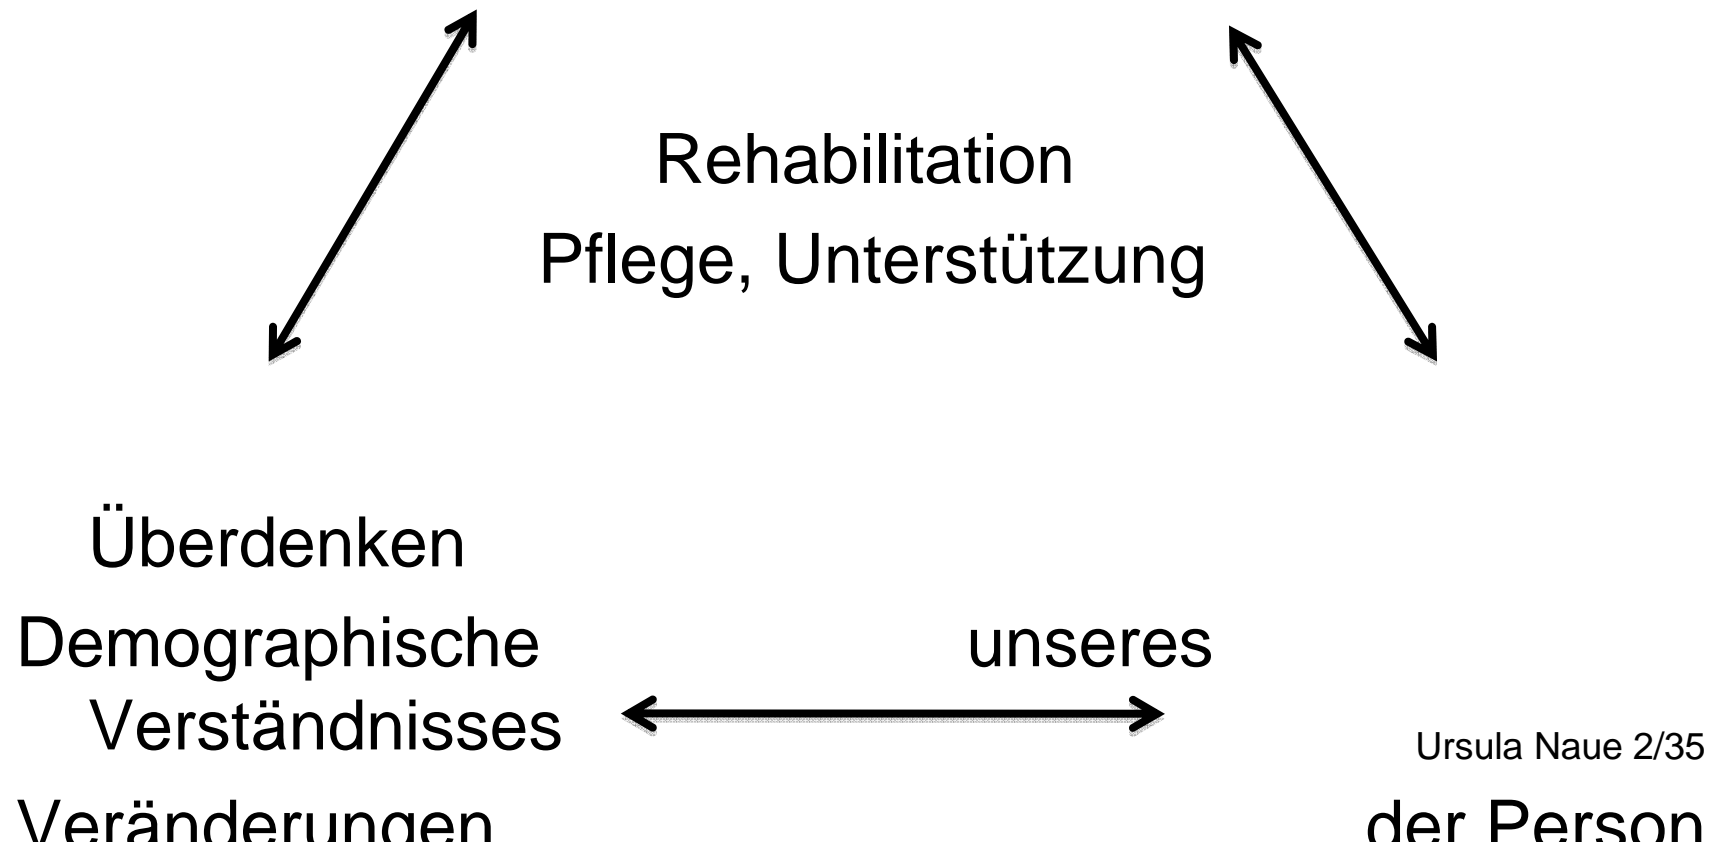 Rehabilitation
Pflege, Unterstützung
Überdenken
Demographische unseres
Verständnisses
Ursula Naue 2/35
Veränderungen der Person